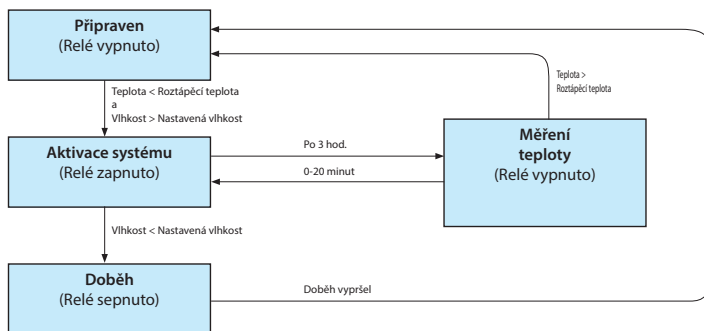 Připraven
(Relé vypnuto)
Teplota >
Roztápěcí teplota
Teplota < Roztápěcí teplota
a
Vlhkost > Nastavená vlhkost
Aktivace systému
(Relé zapnuto)
Po 3 hod.
0-20 minut
Měření
teploty
(Relé vypnuto)
Vlhkost < Nastavená vlhkost
Doběh
(Relé sepnuto)
Doběh vypršel